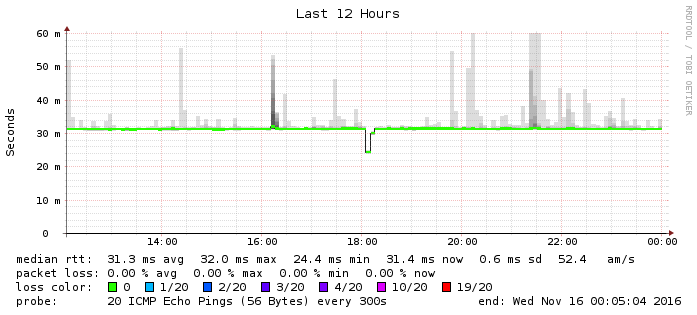 Last 12 Hours
RRDTOOL / TOBI OETIKER
Seconds
60 m
50 m
40 m
30 m
20 m
10 m
0
14:00 16:00 18:00 20:00 22:00 00:00
median rtt: 31.3 ms avg 32.0 ms max 24.4 ms min 31.4 ms now 0.6 ms sd 52.4 am/s
packet loss: 0.00 % avg 0.00 % max 0.00 % min 0.00 % now
loss color: 0 1/20 2/20 3/20 4/20 10/20 19/20
probe: 20 ICMP Echo Pings (56 Bytes) every 300s end: Wed Nov 16 00:05:04 2016